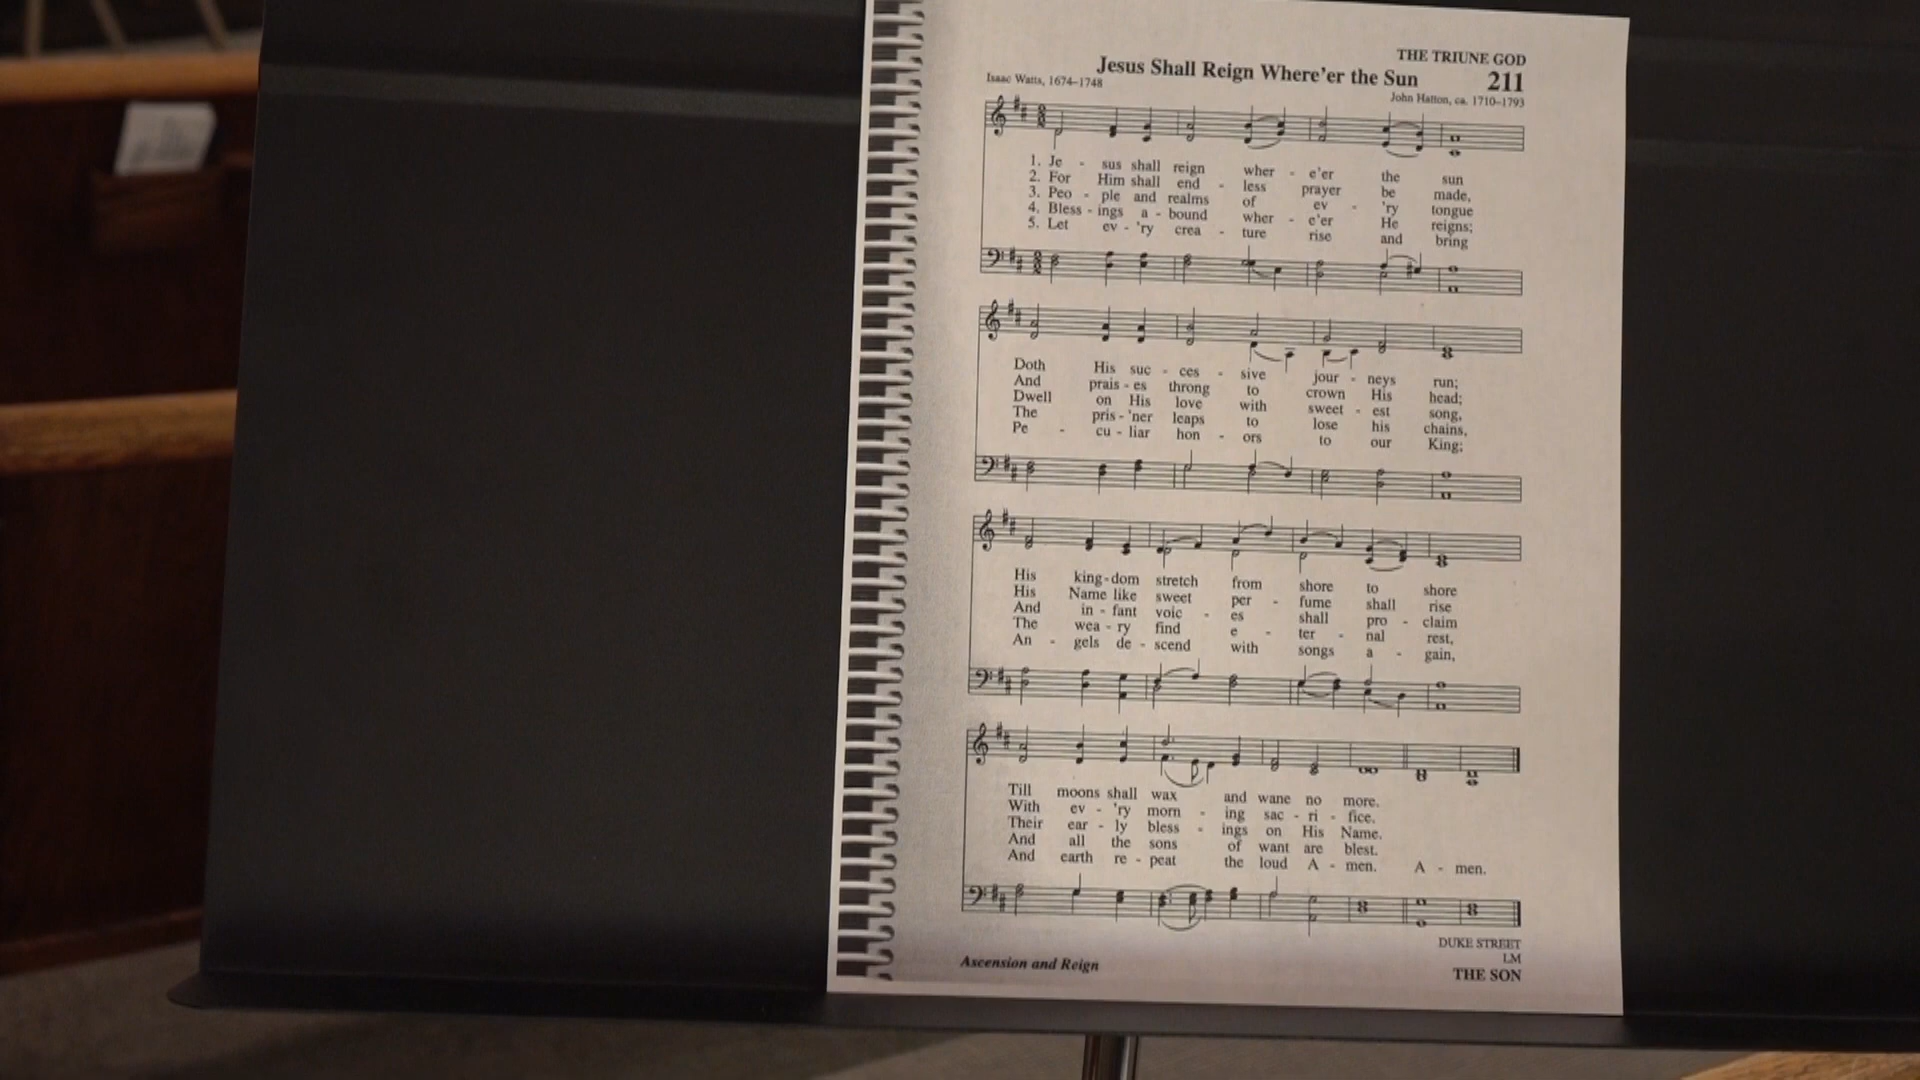 THE TRIUNE GOD
Jesus Shall Reign Where'er the Sun 211
Isaac Watts, 1674–1748
John Hatton, ca. 1710–1793
1. Je - sus shall reign wher - e'er the sun
2. For Him shall end - less prayer be made,
3. Peo - ple and realms of ev - 'ry tongue
4. Bless - ings a - bound wher - e'er He reigns;
5. Let ev - 'ry crea - ture rise and bring
Doth His suc - ces - sive jour - neys run;
And prais - es throng to crown His head;
Dwell on His love with sweet - est song,
The pris - 'ner leaps to lose his chains,
Pe - cu - liar hon - ors to our King;
His king - dom stretch from shore to shore
His Name like sweet per - fume shall rise
And in - fant voic - es shall pro - claim
The wea - ry find e - ter - nal rest,
An - gels de - scend with songs a - gain,
Till moons shall wax and wane no more.
With ev - 'ry morn - ing sac - ri - fice.
Their ear - ly bless - ings on His Name.
And all the sons of want are blest.
And earth re - peat the loud A - men. A - men.
DUKE STREET
LM
Ascension and Reign
THE SON